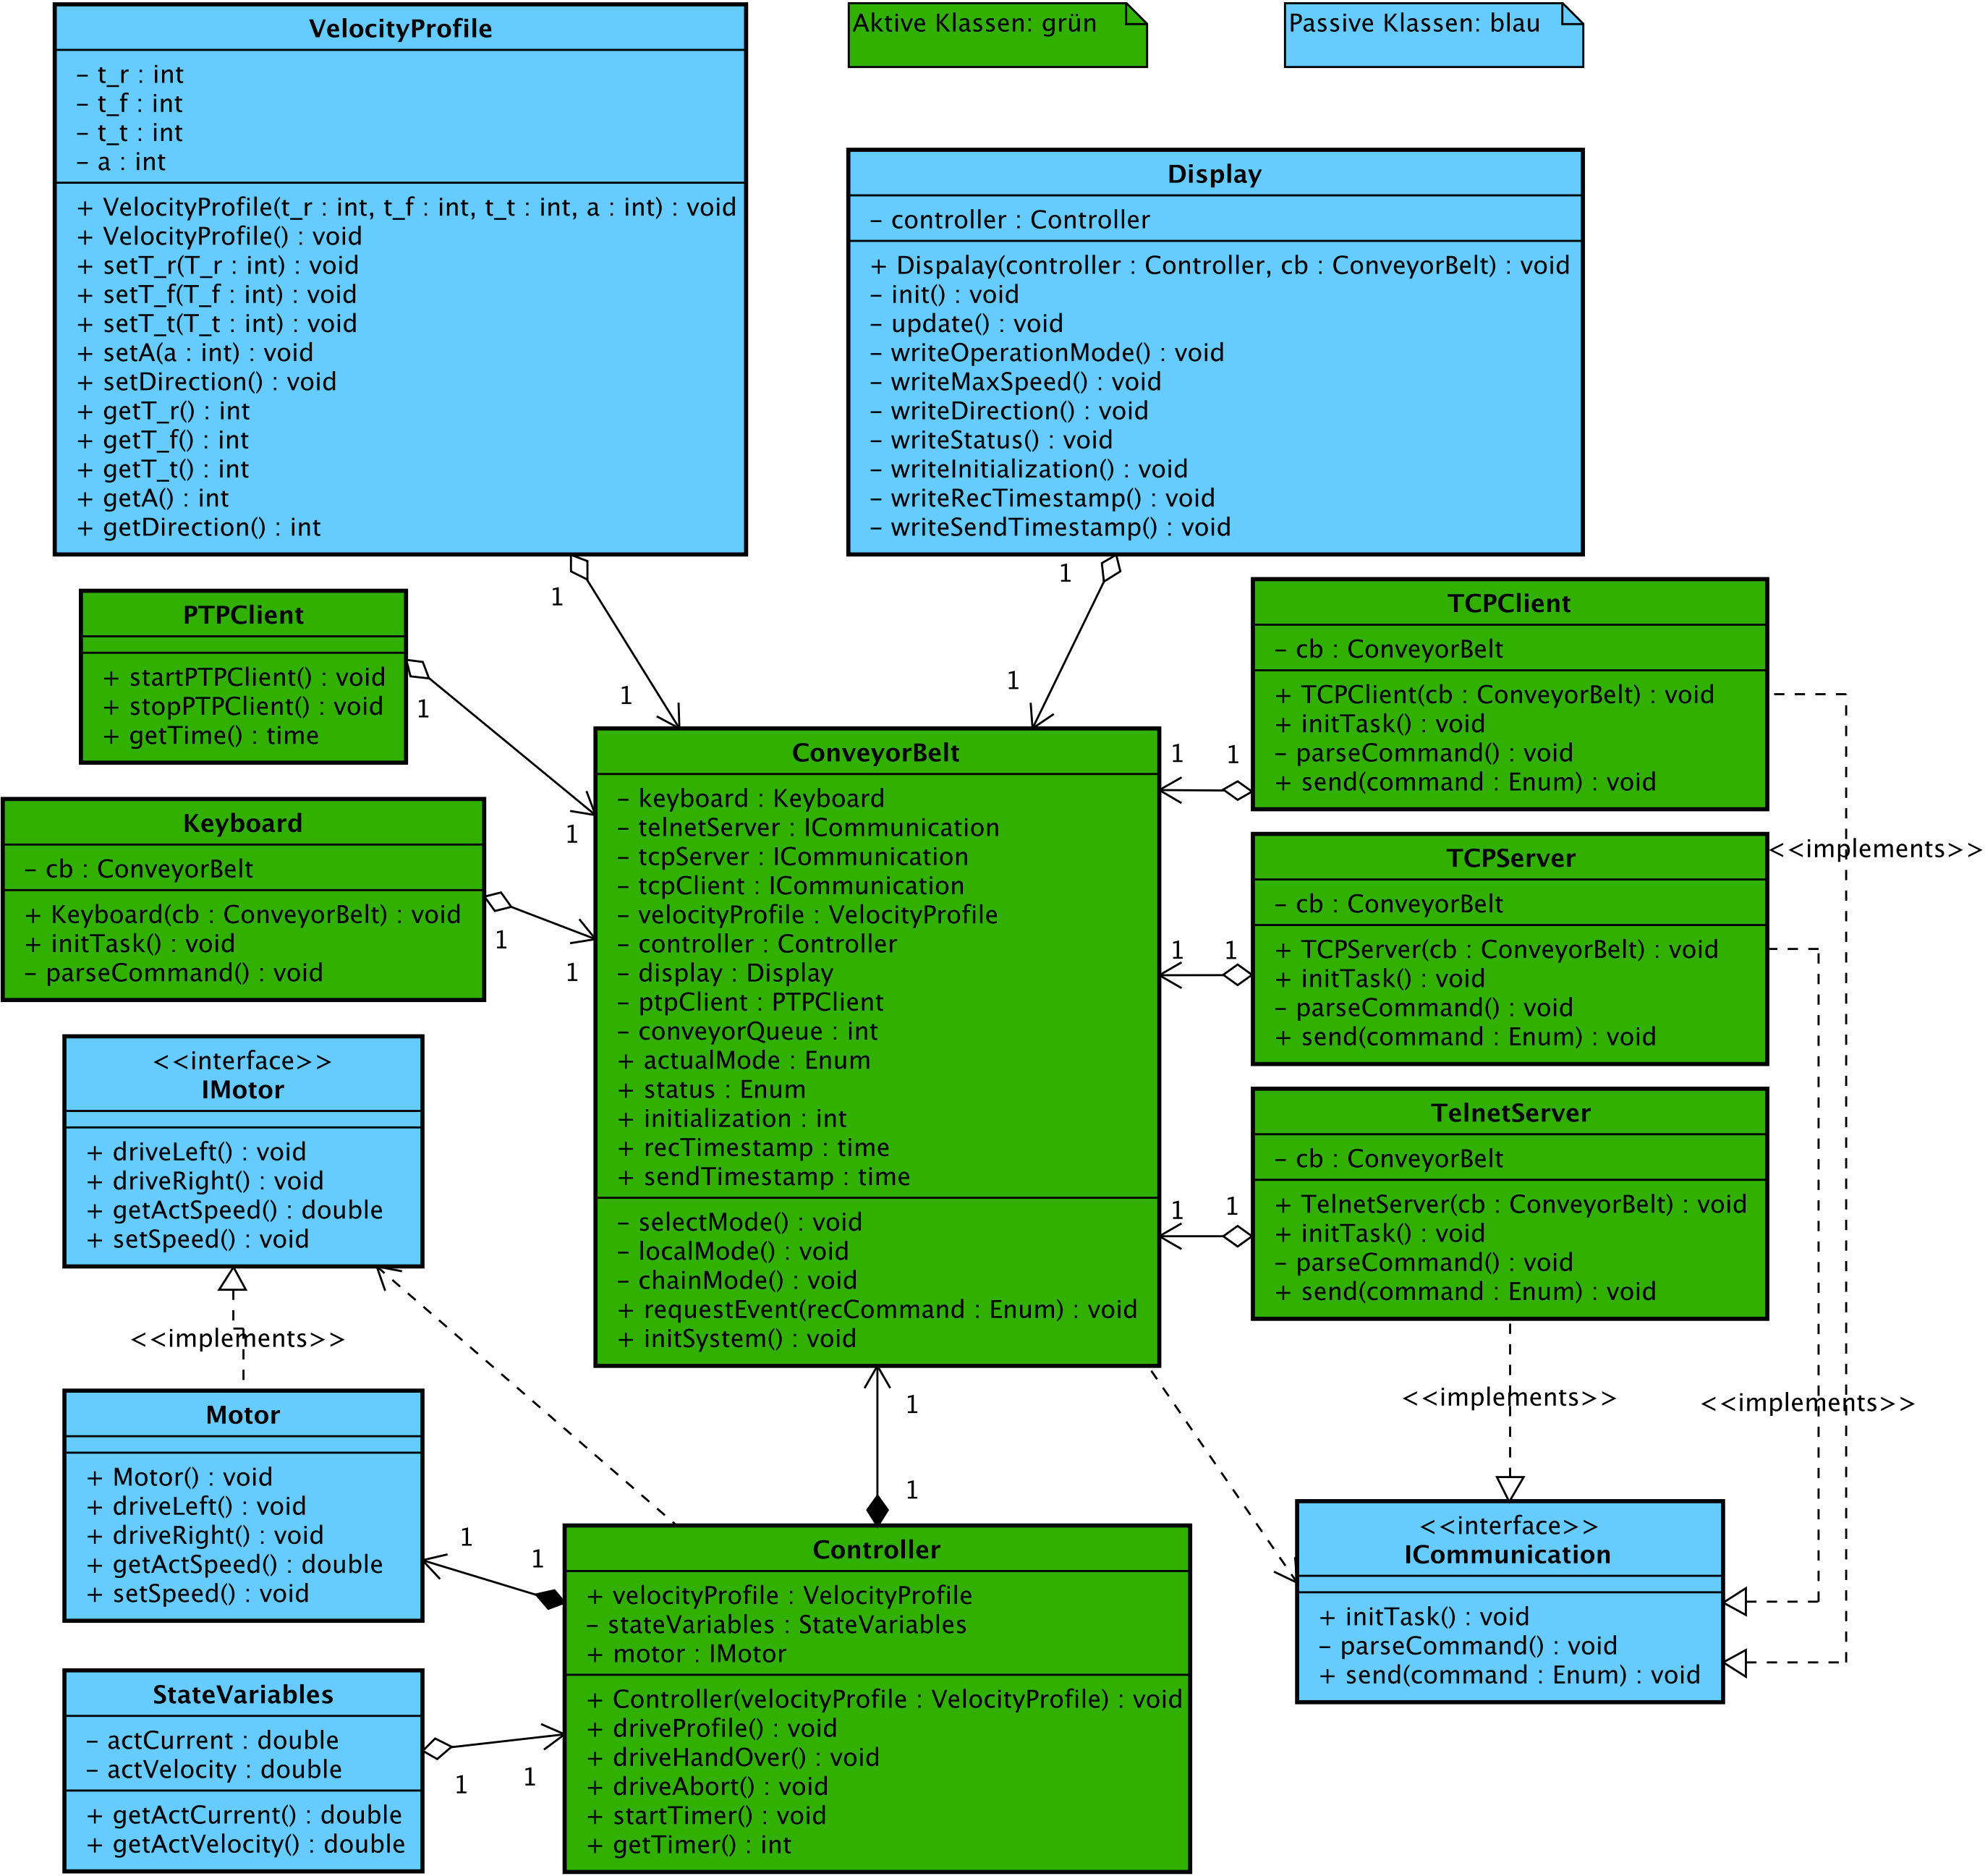 VelocityProfile
– t_r : int
– t_f : int
– t_t : int
– a : int
+ VelocityProfile(t_r : int, t_f : int, t_t : int, a : int) : void
+ VelocityProfile() : void
+ setT_r(T_r : int) : void
+ setT_f(T_f : int) : void
+ setT_t(T_t : int) : void
+ setA(a : int) : void
+ setDirection() : void
+ getT_r() : int
+ getT_f() : int
+ getT_t() : int
+ getA() : int
+ getDirection() : int
Aktive Klassen: grün
Passive Klassen: blau
Display
– controller : Controller
+ Dispalay(controller : Controller, cb : ConveyorBelt) : void
– init() : void
– update() : void
– writeOperationMode() : void
– writeMaxSpeed() : void
– writeDirection() : void
– writeStatus() : void
– writeInitialization() : void
– writeRecTimestamp() : void
– writeSendTimestamp() : void
1
1
1
1
PTPClient
+ startPTPClient() : void
+ stopPTPClient() : void
+ getTime() : time
1
1
Keyboard
– cb : ConveyorBelt
+ Keyboard(cb : ConveyorBelt) : void
+ initTask() : void
– parseCommand() : void
1
1
ConveyorBelt
– keyboard : Keyboard
– telnetServer : ICommunication
– tcpServer : ICommunication
– tcpClient : ICommunication
– velocityProfile : VelocityProfile
– controller : Controller
– display : Display
– ptpClient : PTPClient
– conveyorQueue : int
+ actualMode : Enum
+ status : Enum
+ initialization : int
+ recTimestamp : time
+ sendTimestamp : time
– selectMode() : void
– localMode() : void
– chainMode() : void
+ requestEvent(recCommand : Enum) : void
+ initSystem() : void
TCPClient
– cb : ConveyorBelt
+ TCPClient(cb : ConveyorBelt) : void
+ initTask() : void
– parseCommand() : void
+ send(command : Enum) : void
1
1
<<implements>>
TCPServer
– cb : ConveyorBelt
+ TCPServer(cb : ConveyorBelt) : void
+ initTask() : void
– parseCommand() : void
+ send(command : Enum) : void
1
1
TelnetServer
– cb : ConveyorBelt
+ TelnetServer(cb : ConveyorBelt) : void
+ initTask() : void
– parseCommand() : void
+ send(command : Enum) : void
1
1
<<implements>>
<<implements>>
<<interface>>
IMotor
+ driveLeft() : void
+ driveRight() : void
+ getActSpeed() : double
+ setSpeed() : void
<<implements>>
Motor
+ Motor() : void
+ driveLeft() : void
+ driveRight() : void
+ getActSpeed() : double
+ setSpeed() : void
1
1
1
1
Controller
+ velocityProfile : VelocityProfile
– stateVariables : StateVariables
+ motor : IMotor
+ Controller(velocityProfile : VelocityProfile) : void
+ driveProfile() : void
+ driveHandOver() : void
+ driveAbort() : void
+ startTimer() : void
+ getTimer() : int
<<interface>>
ICommunication
+ initTask() : void
– parseCommand() : void
+ send(command : Enum) : void
StateVariables
– actCurrent : double
– actVelocity : double
+ getActCurrent() : double
+ getActVelocity() : double
1
1